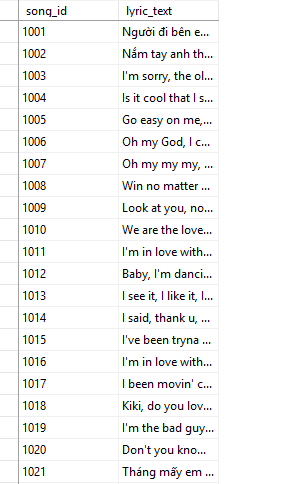 song_id lyric_text
1001 Người đi bên e...
1002 Nắm tay anh th...
1003 I'm sorry, the ol...
1004 Is it cool that I s...
1005 Go easy on me,...
1006 Oh my God, I c...
1007 Oh my my my, ...
1008 Win no matter ...
1009 Look at you, no...
1010 We are the love...
1011 I'm in love with...
1012 Baby, I'm danci...
1013 I see it, I like it, I...
1014 I said, thank u, ...
1015 I've been tryna ...
1016 I'm in love with...
1017 I been movin' c...
1018 Kiki, do you lov...
1019 I'm the bad guy...
1020 Don't you kno...
1021 Tháng mấy em ...